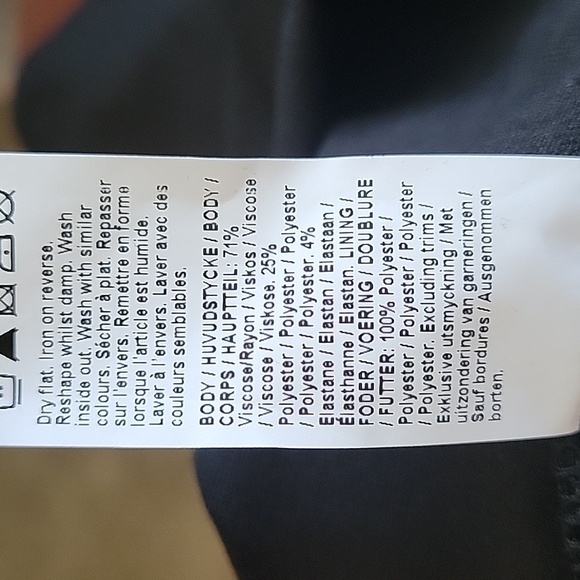 Dry flat. Iron on reverse.
Reshape whilst damp. Wash
inside out. Wash with similar
colours. Sécher à plat. Repasser
sur l'envers. Remettre en forme
lorsque l'article est humide.
Laver à l'envers. Laver avec des
couleurs semblables.
BODY / HUVUDSTYCKE / BODY /
CORPS / HAUPTTEIL: 71%
Viscose/Rayon / Viskos / Viscose
/ Viscose / Viskose. 25%
Polyester / Polyester / Polyester
/ Polyester / Polyester. 4%
Elastane / Elastan / Elastaan /
Élasthanne / Elastan. LINING /
FODER / VOERING / DOUBLURE
/ FUTTER: 100% Polyester /
Polyester / Polyester / Polyester
/ Polyester. Excluding trims /
Exklusive utsmyckning / Met
uitzondering van garneringen /
Sauf bordures / Ausgenommen
borten.